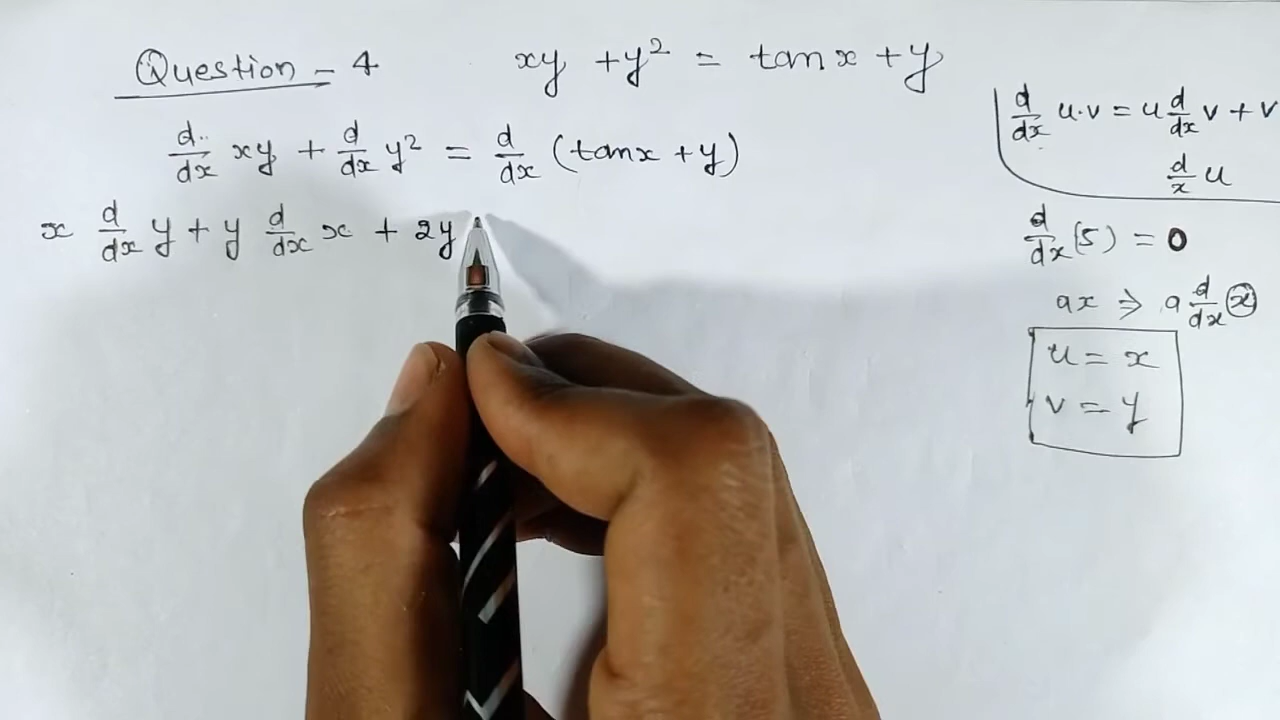 Question - 4
xy + y² = tan x + y
d/dx xy + d/dx y² = d/dx (tanx + y)
x d/dx y + y d/dx x + 2y
d/dx u·v = u d/dx v + v
d/x u
d/dx (5) = 0
ax ⇒ a d/dx x
u = x
v = y